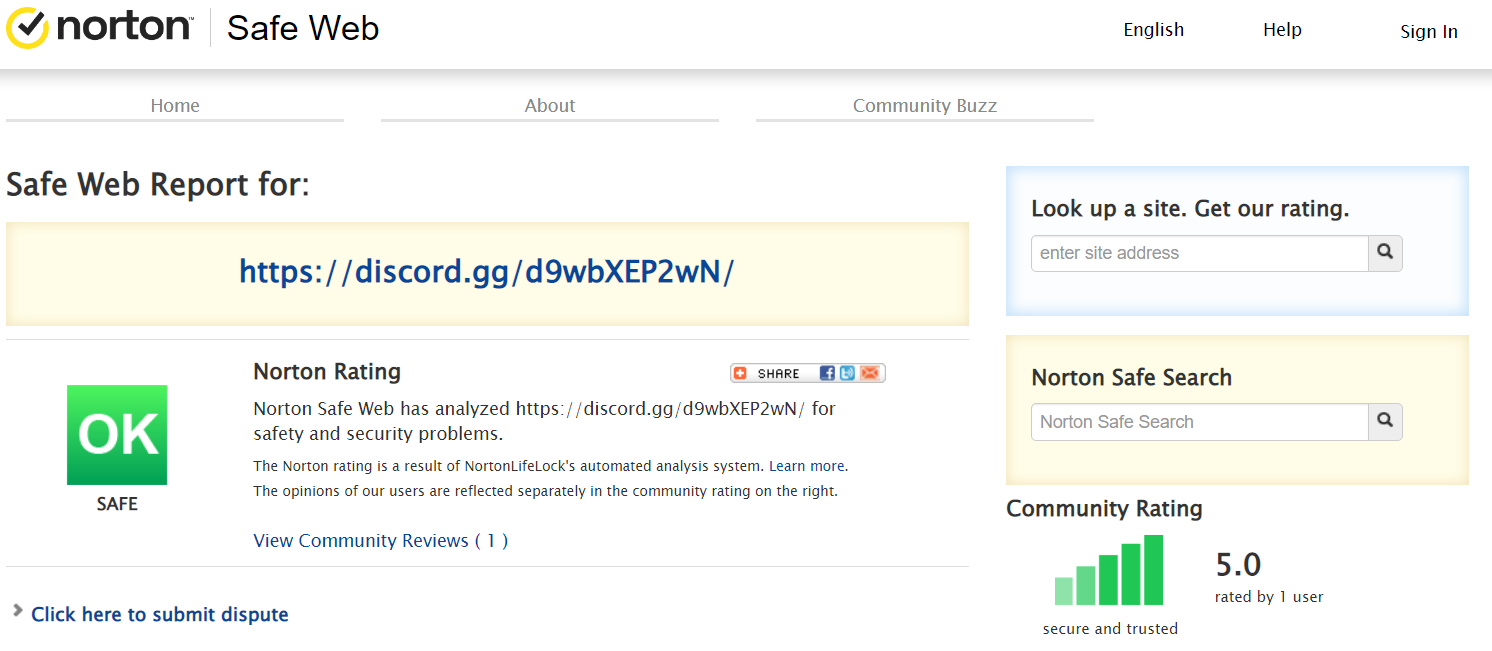 norton™ Safe Web
English Help Sign In
Home About Community Buzz
Safe Web Report for:
https://discord.gg/d9wbXEP2wN/
OK
SAFE
Norton Rating
SHARE
Norton Safe Web has analyzed https://discord.gg/d9wbXEP2wN/ for
safety and security problems.
The Norton rating is a result of NortonLifeLock's automated analysis system. Learn more.
The opinions of our users are reflected separately in the community rating on the right.
View Community Reviews ( 1 )
Click here to submit dispute
Look up a site. Get our rating.
enter site address
Norton Safe Search
Norton Safe Search
Community Rating
5.0
rated by 1 user
secure and trusted